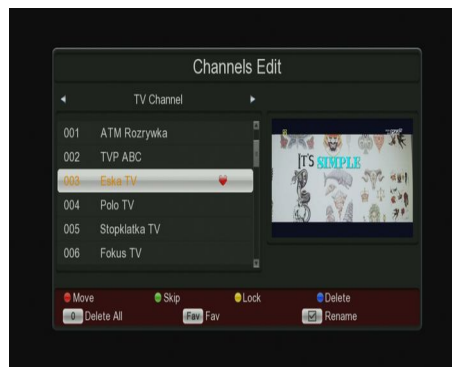 Channels Edit
TV Channel
001 ATM Rozrywka
002 TVP ABC
003 Eska TV
004 Polo TV
005 Stopklatka TV
006 Fokus TV
IT'S SIMPLE
Move Skip Lock Delete
0 Delete All Fav Fav Rename